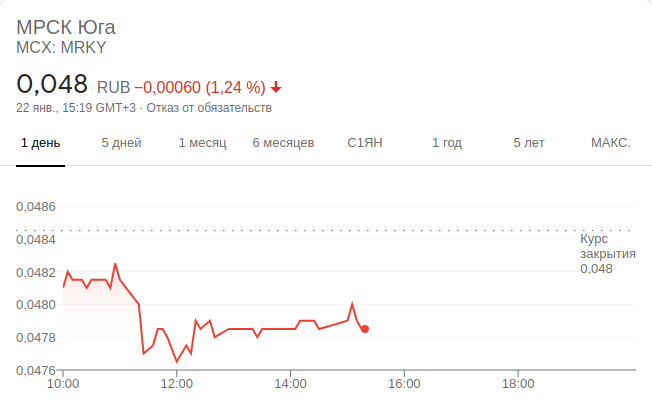 МРСК Юга
MCX: MRKY
0,048 RUB −0,00060 (1,24 %)
22 янв., 15:19 GMT+3 · Отказ от обязательств
1 день 5 дней 1 месяц 6 месяцев С1ЯН 1 год 5 лет МАКС.
0,0486
0,0484
0,0482
0,0480
0,0478
0,0476
Курс
закрытия
0,048
10:00 12:00 14:00 16:00 18:00